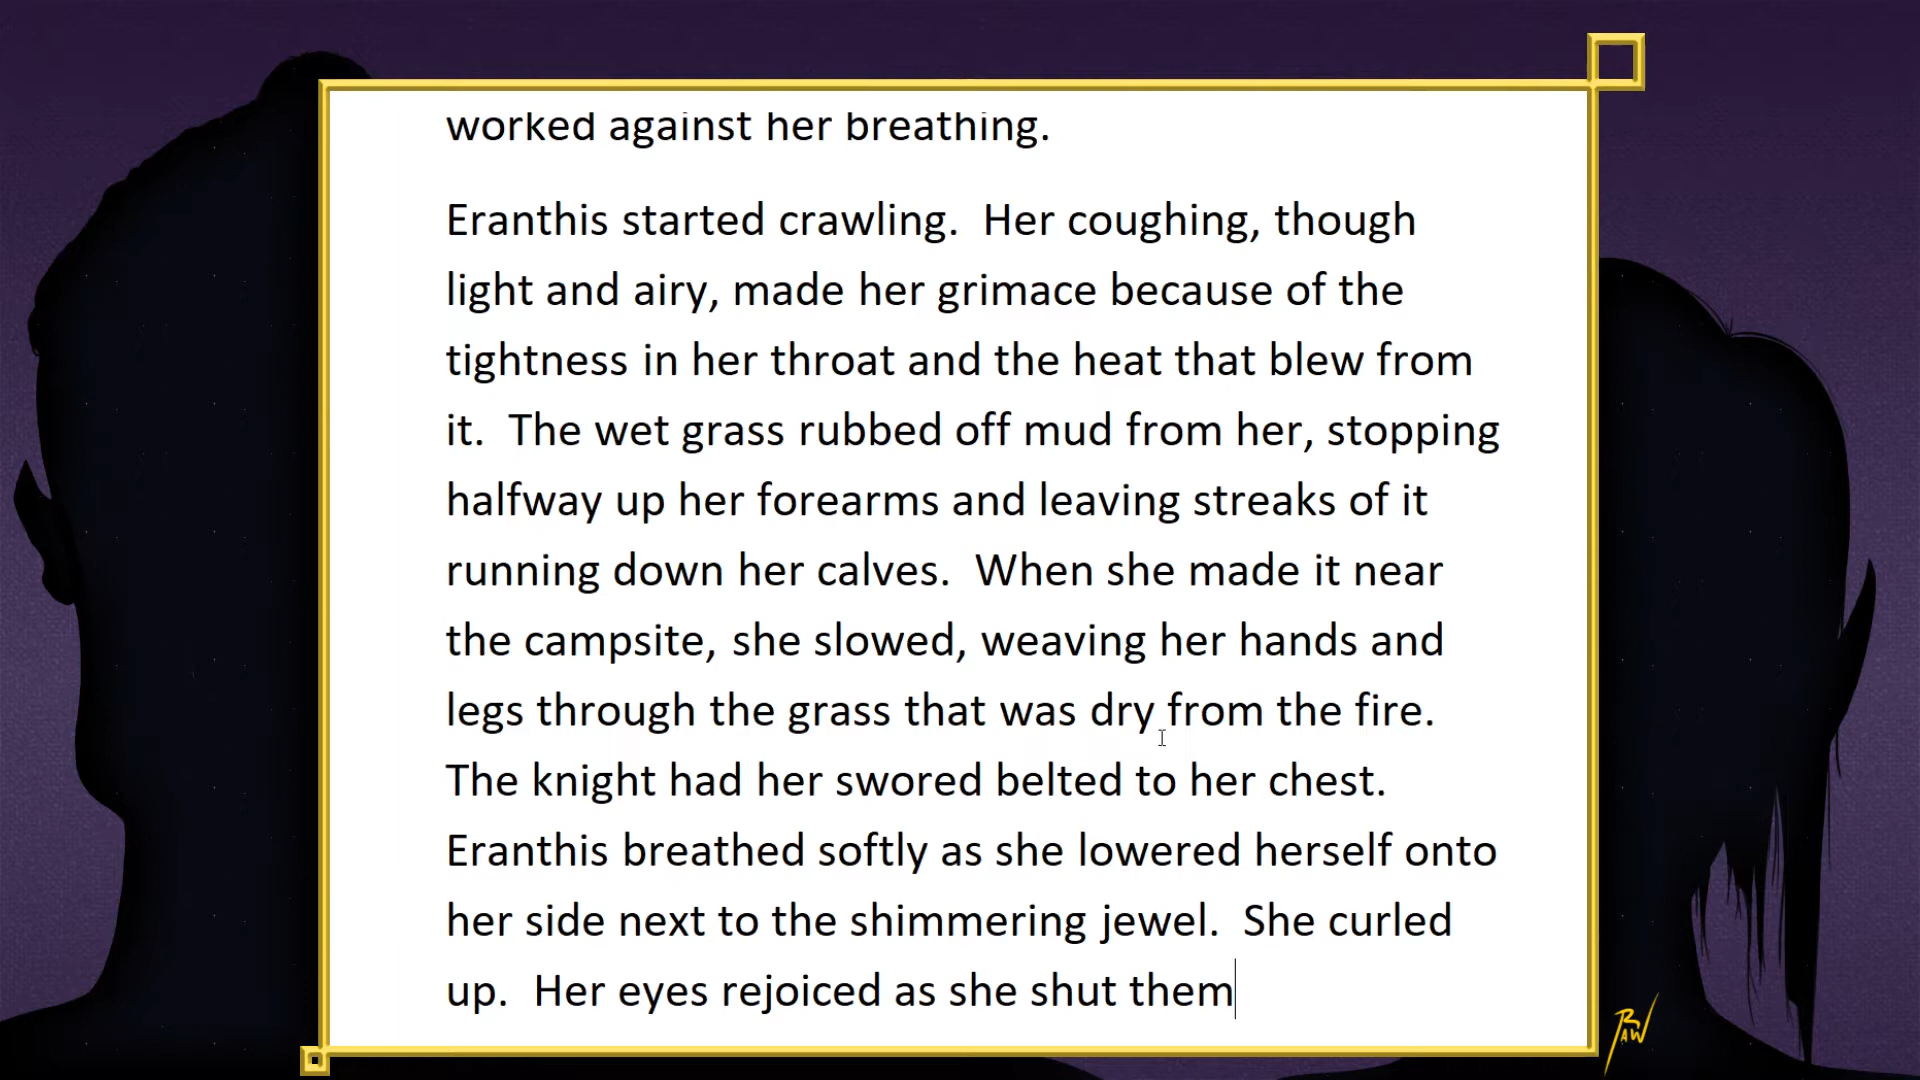 worked against her breathing.
Eranthis started crawling.  Her coughing, though
light and airy, made her grimace because of the
tightness in her throat and the heat that blew from
it.  The wet grass rubbed off mud from her, stopping
halfway up her forearms and leaving streaks of it
running down her calves.  When she made it near
the campsite, she slowed, weaving her hands and
legs through the grass that was dry from the fire.
The knight had her swored belted to her chest.
Eranthis breathed softly as she lowered herself onto
her side next to the shimmering jewel.  She curled
up.  Her eyes rejoiced as she shut them
RAW